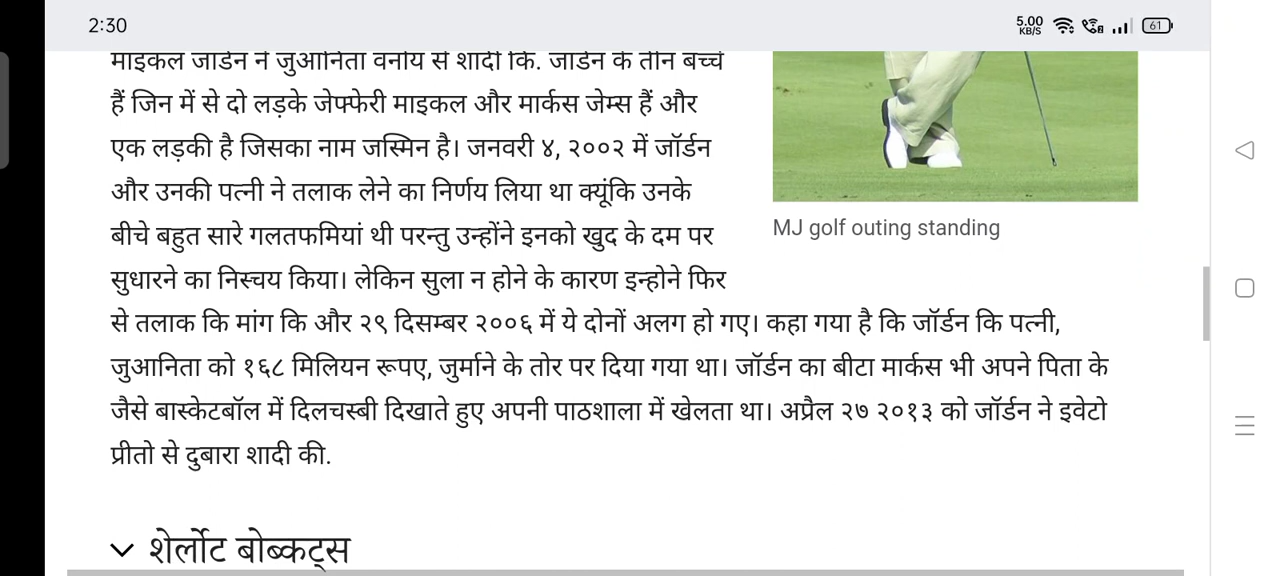 2:30
5.00 KB/S
61
माइकल जॉर्डन ने जुआनिता वनोय से शादी कि. जॉर्डन के तीन बच्चे
हैं जिन में से दो लड़के जेफ्फेरी माइकल और मार्कस जेम्स हैं और
एक लड़की है जिसका नाम जस्मिन है। जनवरी ४, २००२ में जॉर्डन
और उनकी पत्नी ने तलाक लेने का निर्णय लिया था क्यूंकि उनके
बीचे बहुत सारे गलतफमियां थी परन्तु उन्होंने इनको खुद के दम पर
सुधारने का निस्चय किया। लेकिन सुला न होने के कारण इन्होने फिर
से तलाक कि मांग कि और २९ दिसम्बर २००६ में ये दोनों अलग हो गए। कहा गया है कि जॉर्डन कि पत्नी,
जुआनिता को १६८ मिलियन रूपए, जुर्माने के तोर पर दिया गया था। जॉर्डन का बीटा मार्कस भी अपने पिता के
जैसे बास्केटबॉल में दिलचस्बी दिखाते हुए अपनी पाठशाला में खेलता था। अप्रैल २७ २०१३ को जॉर्डन ने इवेटो
प्रीतो से दुबारा शादी की.
MJ golf outing standing
शेर्लोट बोब्कट्स